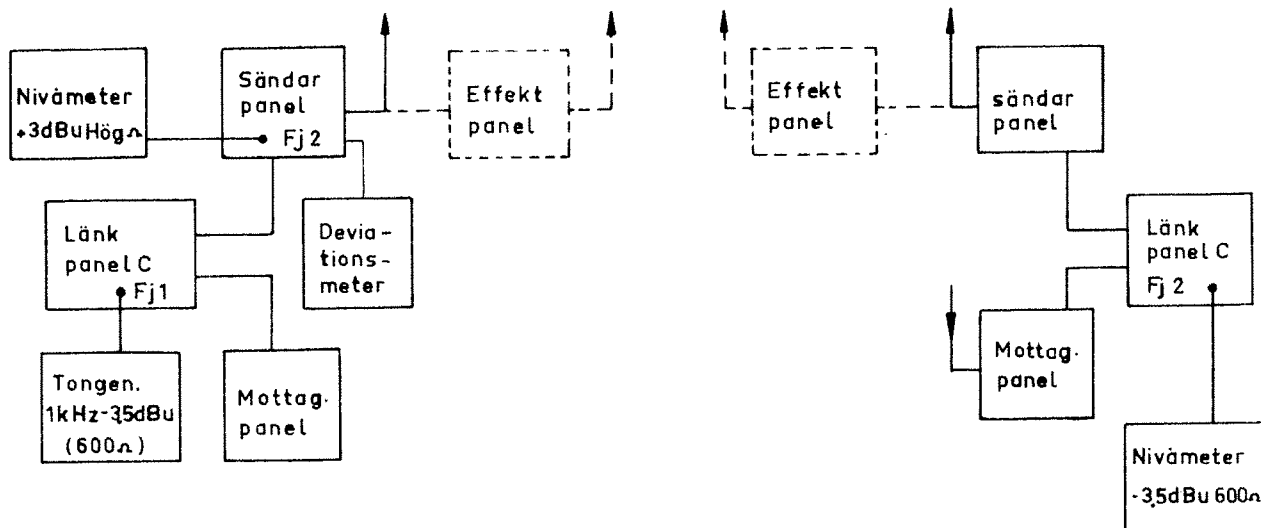 Nivåmeter
+3dBu HögΩ
Sändar
panel
Fj 2
Effekt
panel
Länk
panel C
Fj 1
Devia-
tions-
meter
Tongen.
1kHz-3,5dBu
(600Ω)
Mottag.
panel
Effekt
panel
sändar
panel
Länk
panel C
Fj 2
Mottag.
panel
Nivåmeter
-3,5dBu 600Ω